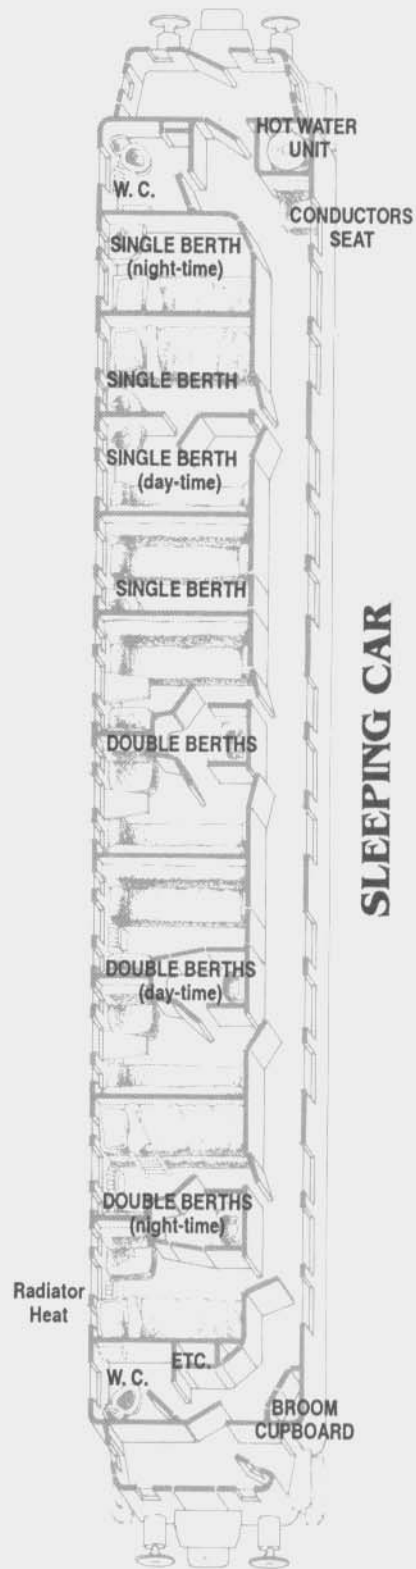 HOT WATER
UNIT
W. C.
CONDUCTORS
SEAT
SINGLE BERTH
(night-time)
SINGLE BERTH
SINGLE BERTH
(day-time)
SINGLE BERTH
SLEEPING CAR
DOUBLE BERTHS
DOUBLE BERTHS
(day-time)
DOUBLE BERTHS
(night-time)
Radiator
Heat
ETC.
W. C.
BROOM
CUPBOARD